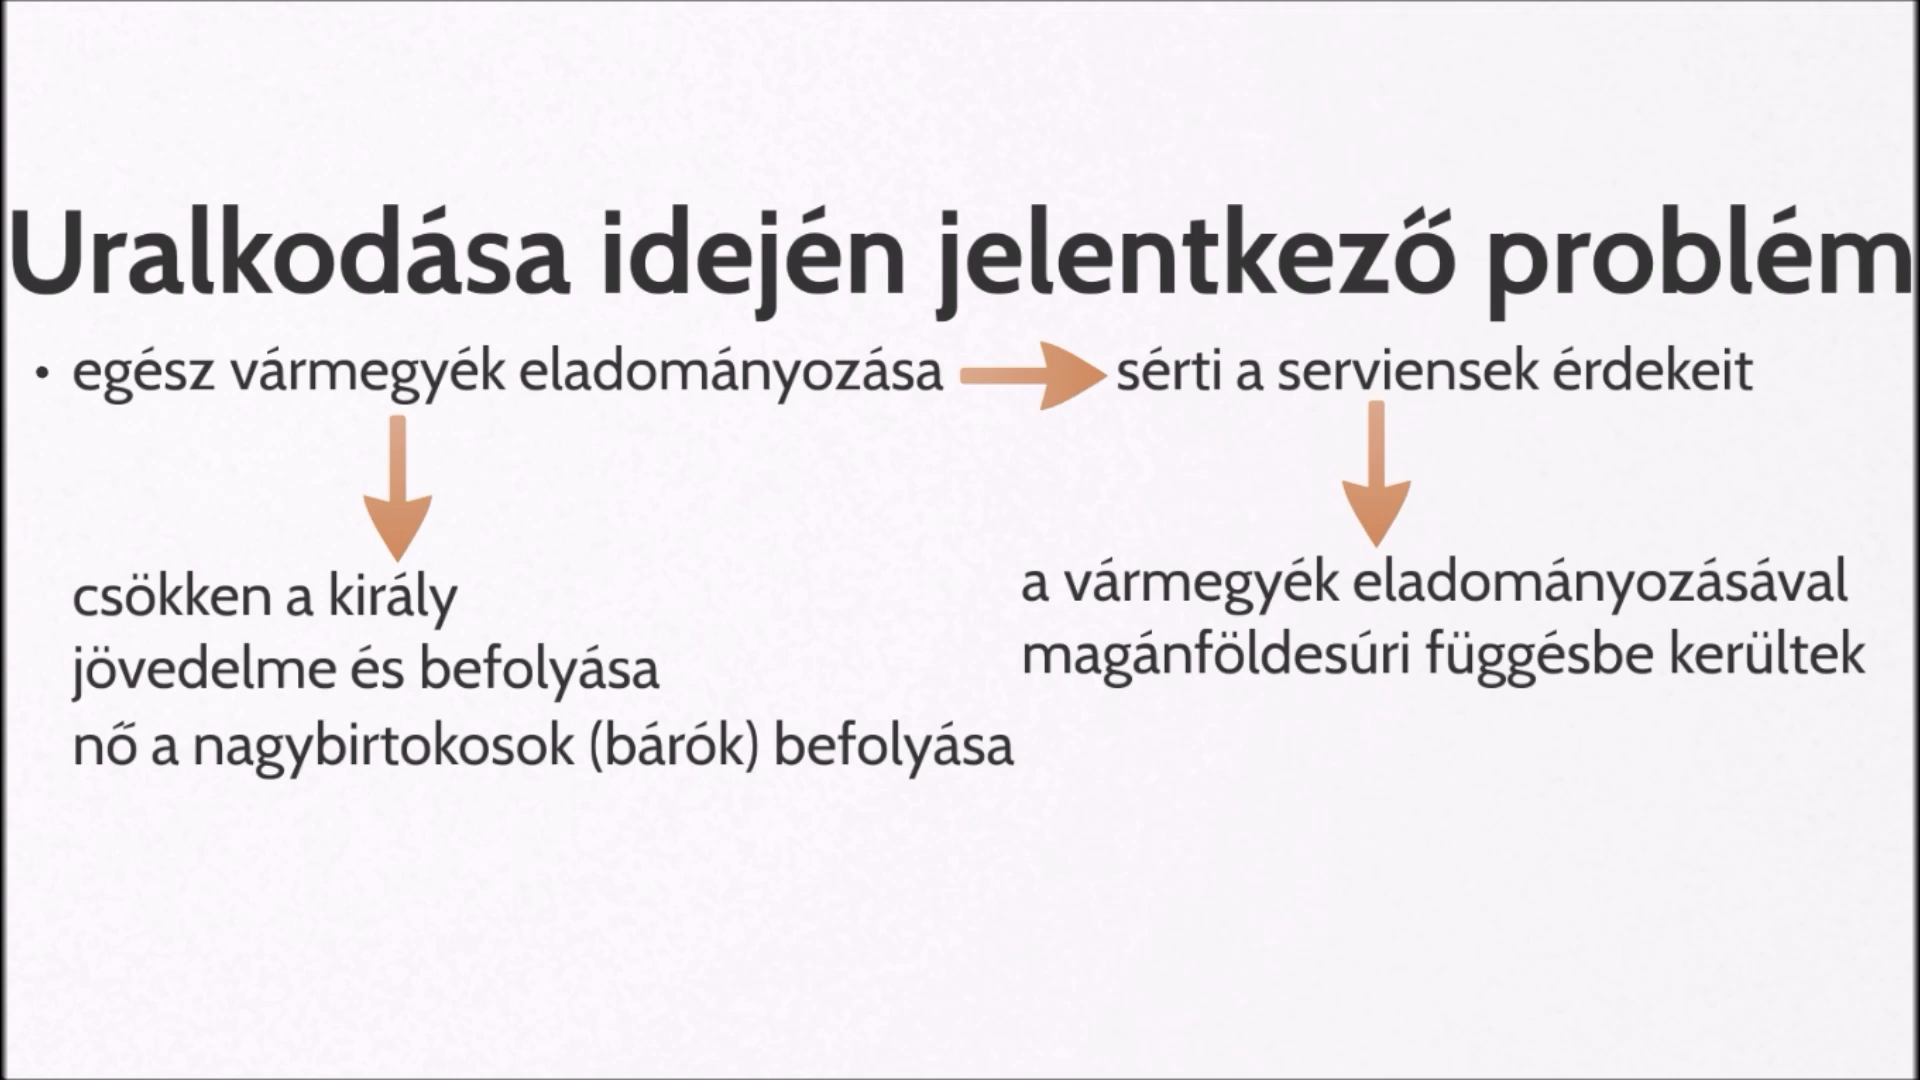 Uralkodása idején jelentkező problém
• egész vármegyék eladományozása
sérti a serviensek érdekeit
csökken a király
jövedelme és befolyása
nő a nagybirtokosok (bárók) befolyása
a vármegyék eladományozásával
magánföldesúri függésbe kerültek